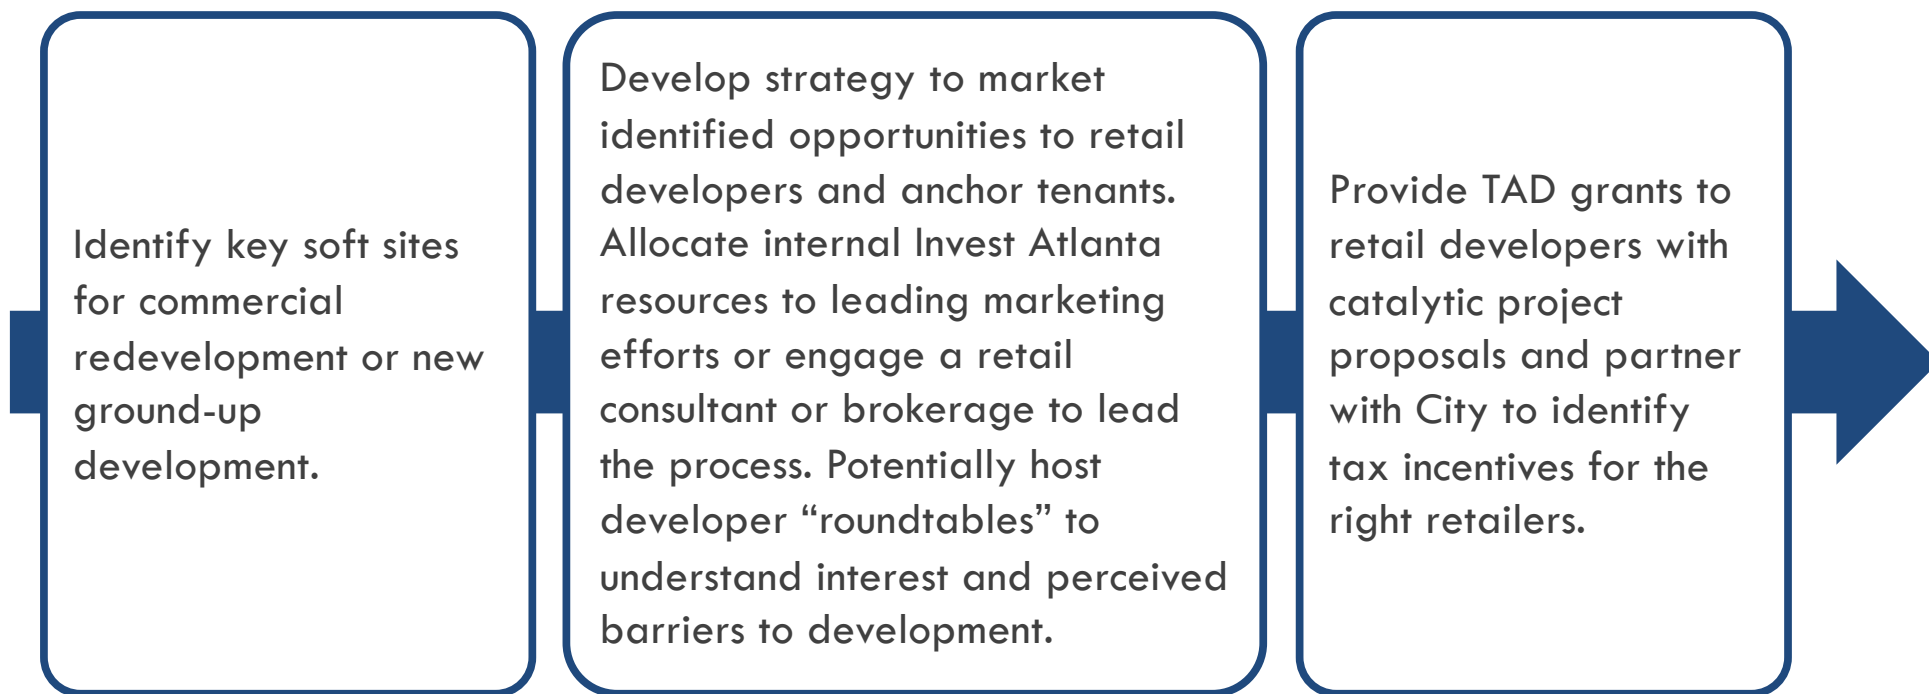 Identify key soft sites
for commercial
redevelopment or new
ground-up
development.
Develop strategy to market
identified opportunities to retail
developers and anchor tenants.
Allocate internal Invest Atlanta
resources to leading marketing
efforts or engage a retail
consultant or brokerage to lead
the process. Potentially host
developer “roundtables” to
understand interest and perceived
barriers to development.
Provide TAD grants to
retail developers with
catalytic project
proposals and partner
with City to identify
tax incentives for the
right retailers.